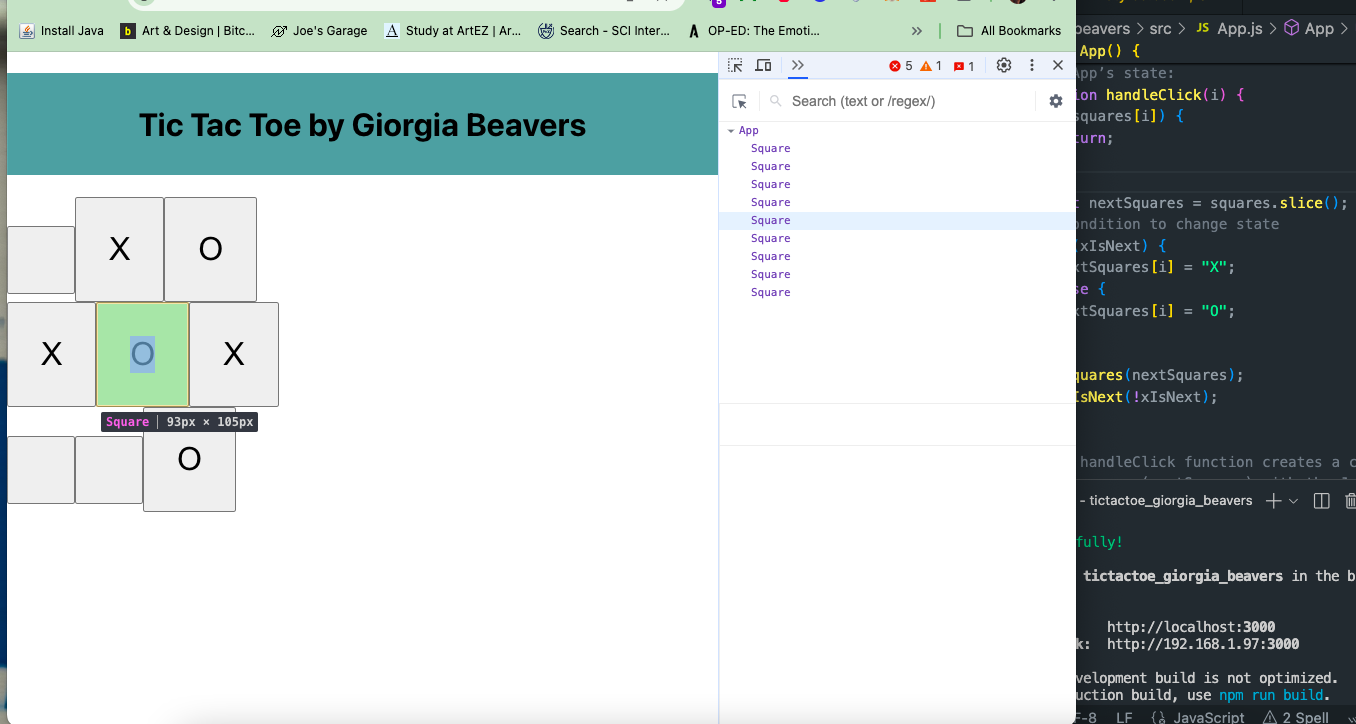 5
Install Java
b Art & Design | Bitc...
Joe's Garage
A Study at ArtEZ | Ar...
Search - SCI Inter...
OP-ED: The Emoti...
»
All Bookmarks
Tic Tac Toe by Giorgia Beavers
X O
X O X
Square | 93px × 105px
O
» 5 1 1
Search (text or /regex/)
App
Square
Square
Square
Square
Square
Square
Square
Square
Square
beavers > src > JS App.js > App >
App() {
App's state:
ion handleClick(i) {
squares[i]) {
urn;
t nextSquares = squares.slice();
ondition to change state
xIsNext) {
xtSquares[i] = "X";
se {
xtSquares[i] = "O";
quares(nextSquares);
IsNext(!xIsNext);
handleClick function creates a c
- tictactoe_giorgia_beavers
fully!
tictactoe_giorgia_beavers in the b
http://localhost:3000
k: http://192.168.1.97:3000
velopment build is not optimized.
uction build, use npm run build.
F-8 LF {} JavaScript 2 Spell